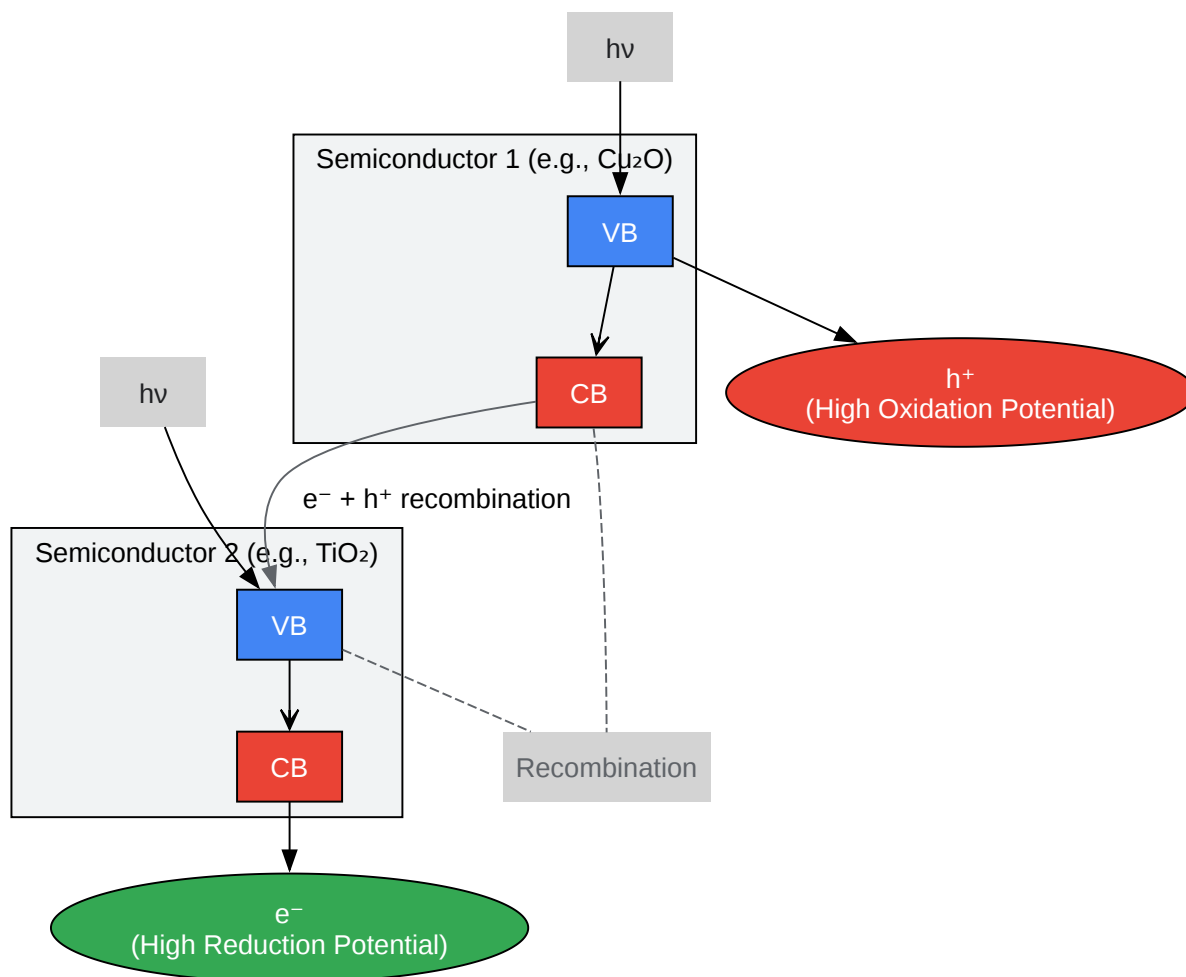 hν
Semiconductor 1 (e.g., Cu₂O)
VB
CB
h⁺
(High Oxidation Potential)
hν
e⁻ + h⁺ recombination
Semiconductor 2 (e.g., TiO₂)
VB
CB
Recombination
e⁻
(High Reduction Potential)